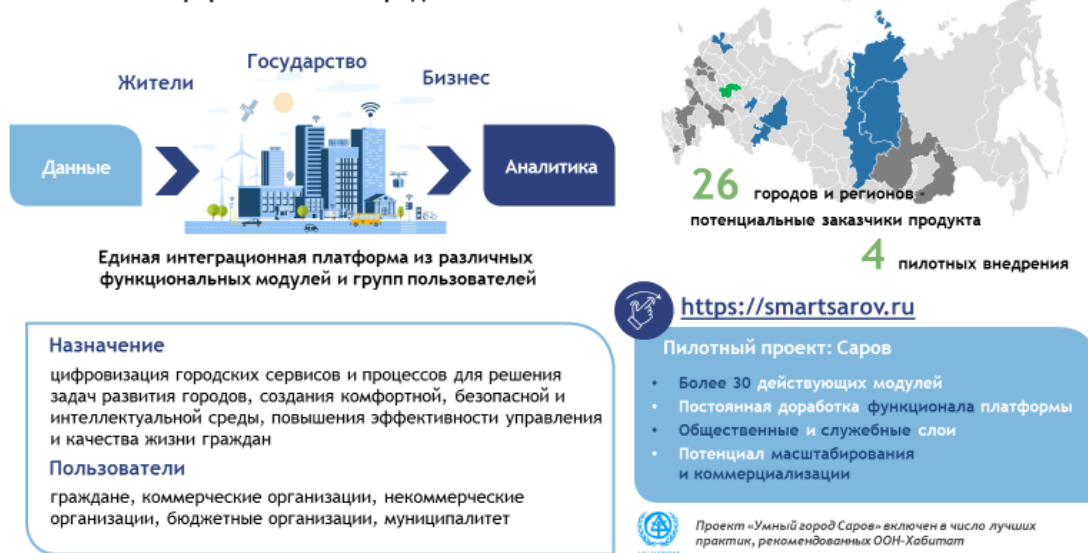 Жители
Государство
Бизнес
Данные
Аналитика
Единая интеграционная платформа из различных
функциональных модулей и групп пользователей
26 городов и регионов -
потенциальные заказчики продукта
4 пилотных внедрения
https://smartsarov.ru
Назначение
цифровизация городских сервисов и процессов для решения
задач развития городов, создания комфортной, безопасной и
интеллектуальной среды, повышения эффективности управления
и качества жизни граждан
Пользователи
граждане, коммерческие организации, некоммерческие
организации, бюджетные организации, муниципалитет
Пилотный проект: Саров
• Более 30 действующих модулей
• Постоянная доработка функционала платформы
• Общественные и служебные слои
• Потенциал масштабирования
и коммерциализации
Проект «Умный город Саров» включен в число лучших
практик, рекомендованных ООН-Хабитат